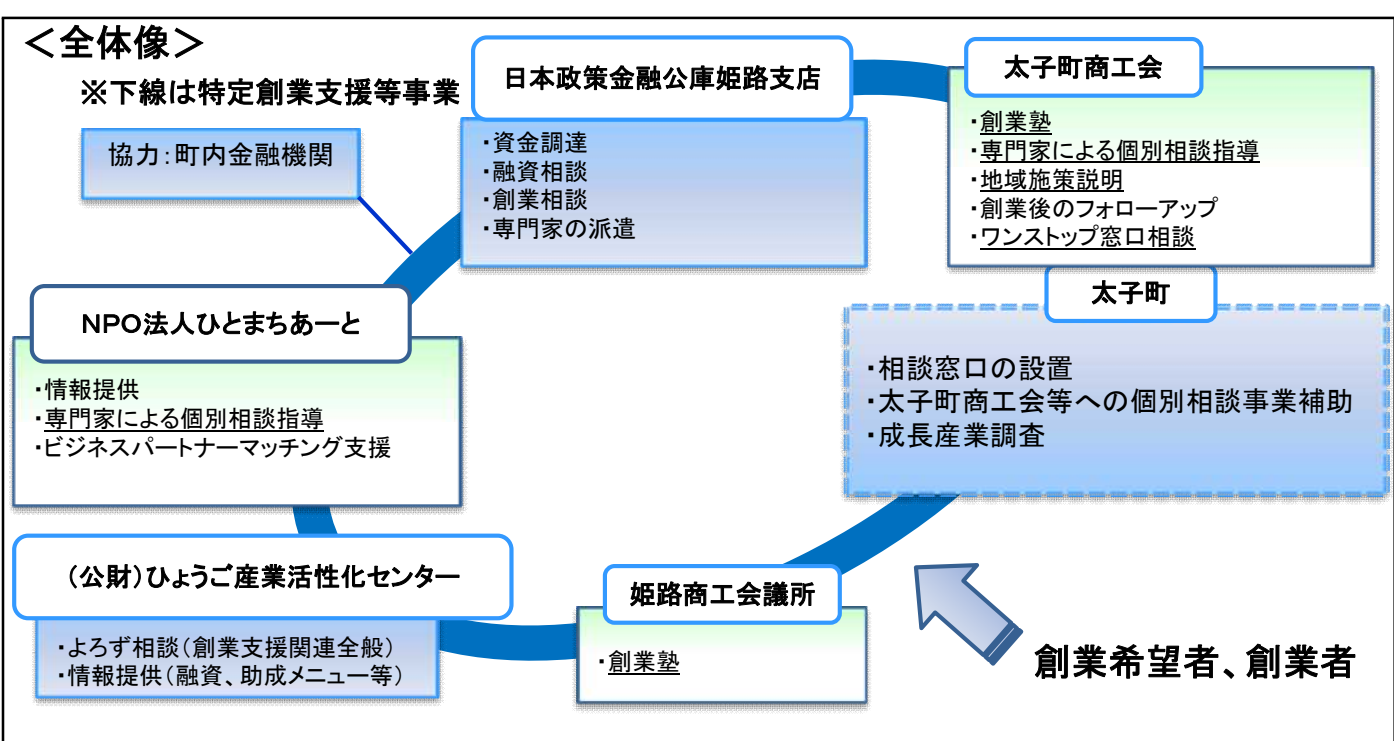 ＜全体像＞
※下線は特定創業支援等事業
協力：町内金融機関
日本政策金融公庫姫路支店
・資金調達
・融資相談
・創業相談
・専門家の派遣
太子町商工会
・創業塾
・専門家による個別相談指導
・地域施策説明
・創業後のフォローアップ
・ワンストップ窓口相談
太子町
・相談窓口の設置
・太子町商工会等への個別相談事業補助
・成長産業調査
NPO法人ひとまちあーと
・情報提供
・専門家による個別相談指導
・ビジネスパートナーマッチング支援
（公財）ひょうご産業活性化センター
・よろず相談（創業支援関連全般）
・情報提供（融資、助成メニュー等）
姫路商工会議所
・創業塾
創業希望者、創業者